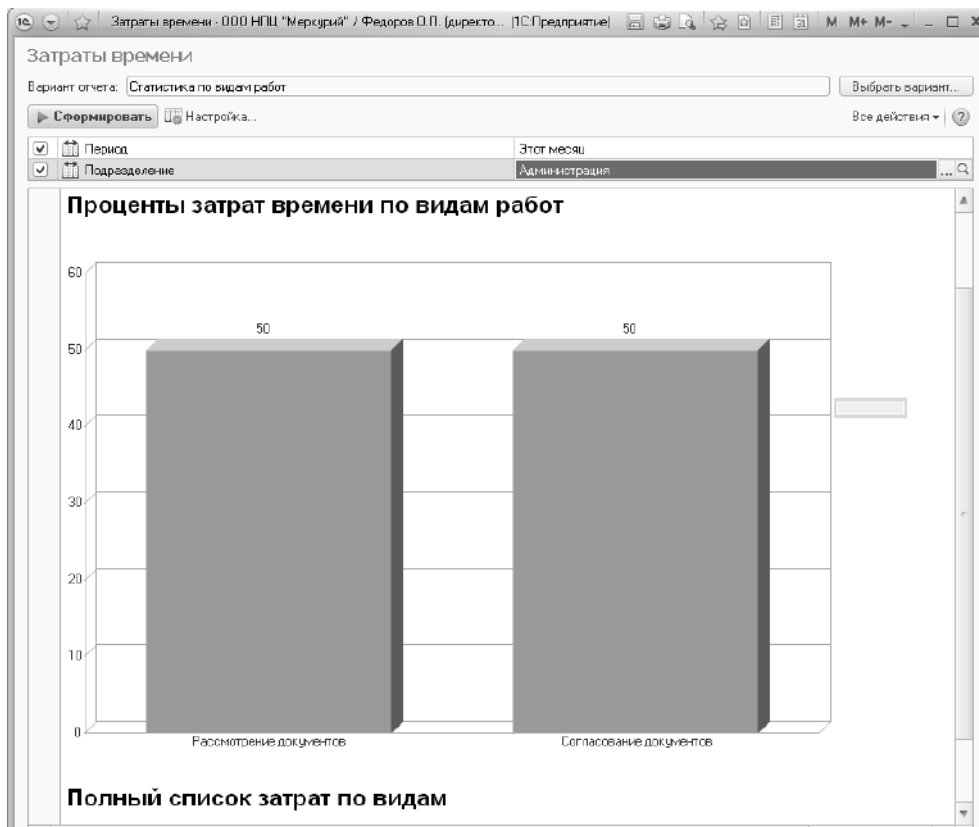 Затраты времени - ООО НПЦ "Меркурий" / Федоров О.П. (директо... (1С:Предприятие)
M M+ M-
Затраты времени
Вариант отчета: Статистика по видам работ
Выбрать вариант...
Сформировать Настройка...
Все действия ?
Период Этот месяц
Подразделение Администрация ...
Проценты затрат времени по видам работ
60
50 50
50
40
30
20
10
0
Рассмотрение документов Согласование документов
Полный список затрат по видам